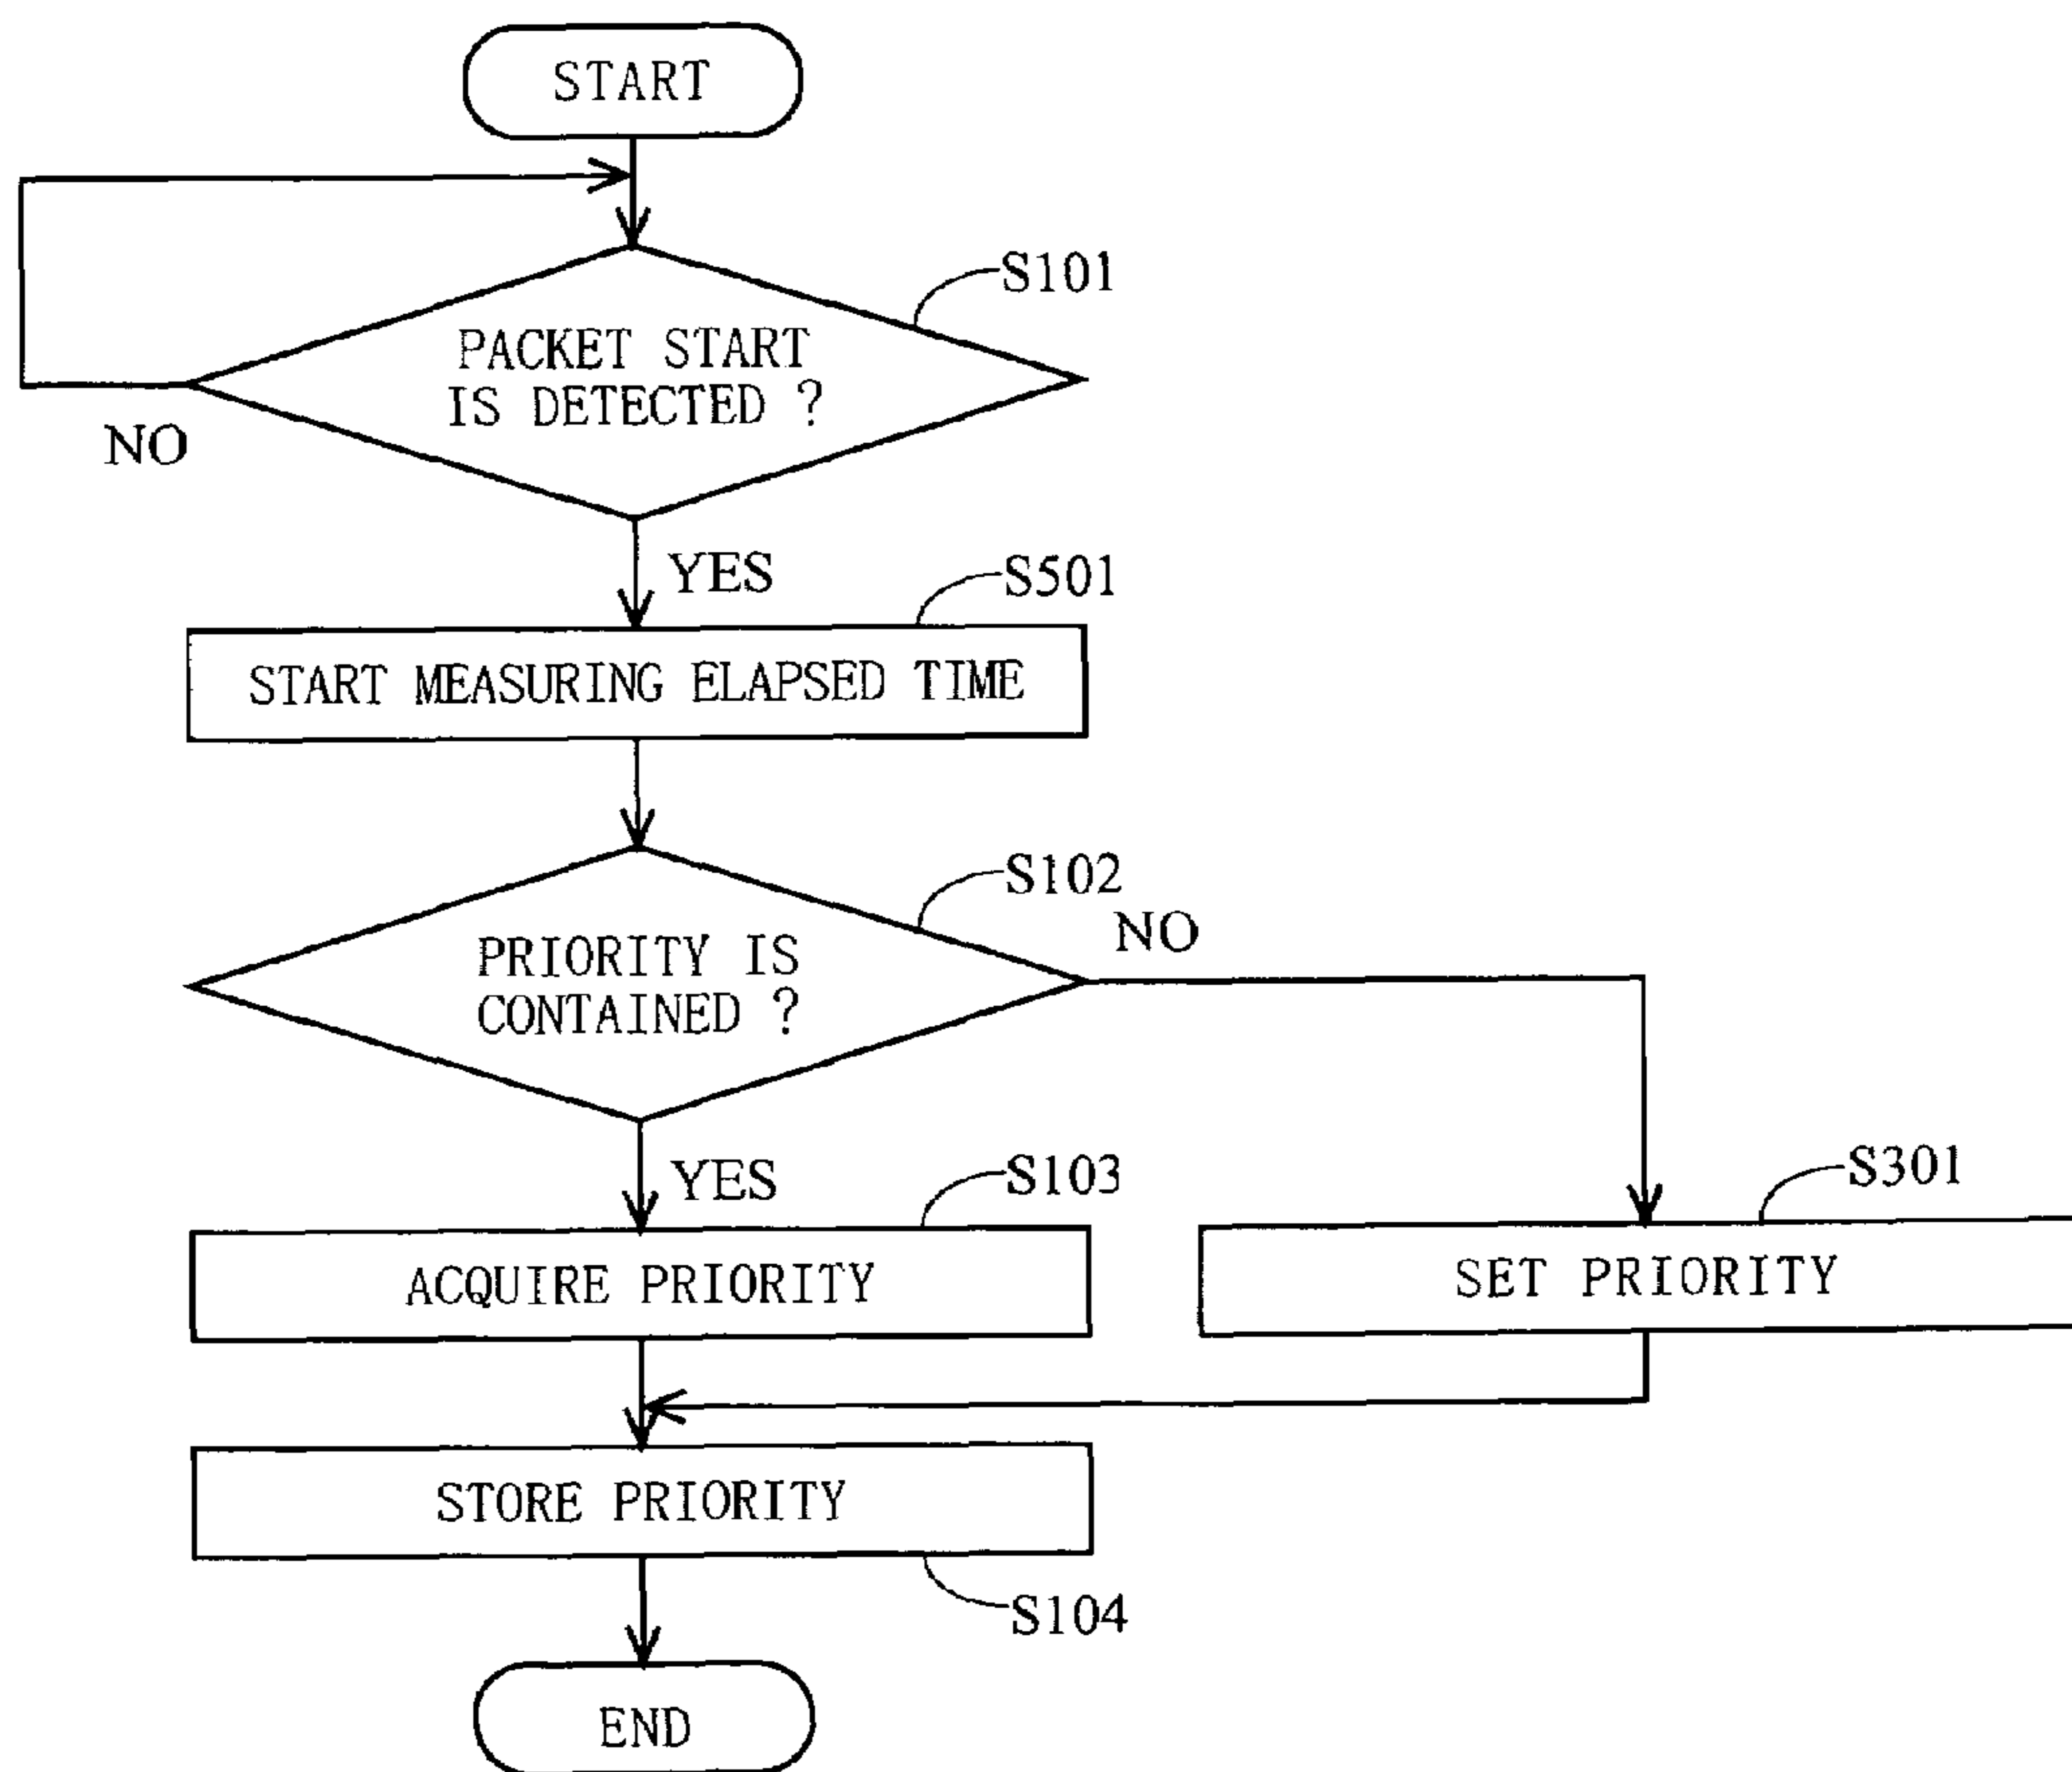 START
S101
PACKET START
IS DETECTED ?
NO
YES
S501
START MEASURING ELAPSED TIME
S102
NO
PRIORITY IS
CONTAINED ?
YES
S103
S301
ACQUIRE PRIORITY
SET PRIORITY
STORE PRIORITY
S104
END